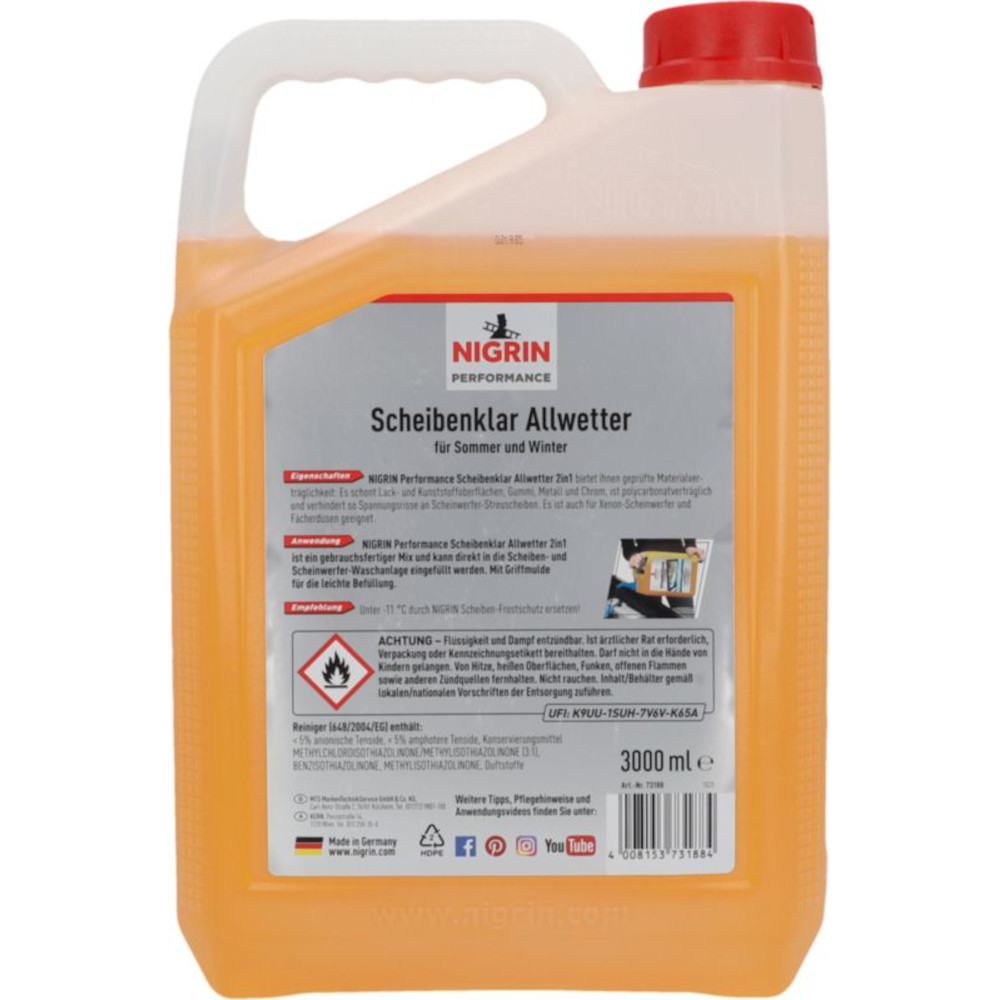 NIGRIN
PERFORMANCE
Scheibenklar Allwetter
für Sommer und Winter
Eigenschaften NIGRIN Performance Scheibenklar Allwetter 2in1 bietet Ihnen geprüfte Materialver-
träglichkeit: Es schont Lack- und Kunststoffoberflächen, Gummi, Metall und Chrom, ist polycarbonatverträglich
und verhindert so Spannungsrisse an Scheinwerfer-Streuscheiben. Es ist auch für Xenon-Scheinwerfer und
Fächerdüsen geeignet.
Anwendung NIGRIN Performance Scheibenklar Allwetter 2in1
ist ein gebrauchsfertiger Mix und kann direkt in die Scheiben- und
Scheinwerfer-Waschanlage eingefüllt werden. Mit Griffmulde
für die leichte Befüllung.
Empfehlung Unter -11 °C durch NIGRIN Scheiben-Frostschutz ersetzen!
ACHTUNG – Flüssigkeit und Dampf entzündbar. Ist ärztlicher Rat erforderlich,
Verpackung oder Kennzeichnungsetikett bereithalten. Darf nicht in die Hände von
Kindern gelangen. Von Hitze, heißen Oberflächen, Funken, offenen Flammen
sowie anderen Zündquellen fernhalten. Nicht rauchen. Inhalt/Behälter gemäß
lokalen/nationalen Vorschriften der Entsorgung zuführen.
UFI: K9UU-1SUH-7V6V-K65A
Reiniger (648/2004/EG) enthält:
< 5% anionische Tenside, < 5% amphotere Tenside, Konservierungsmittel
METHYLCHLOROISOTHIAZOLINONE/METHYLISOTHIAZOLINONE (3:1),
BENZISOTHIAZOLINONE, METHYLISOTHIAZOLINONE, Duftstoffe
3000 ml e
Art.-Nr. 73188
D MTS MarkenTechnikService GmbH & Co. KG,
Weitere Tipps, Pflegehinweise und
Anwendungsvideos finden Sie unter:
Made in Germany
www.nigrin.com
2
HDPE
YouTube
4 008153 731884
www.nigrin.com